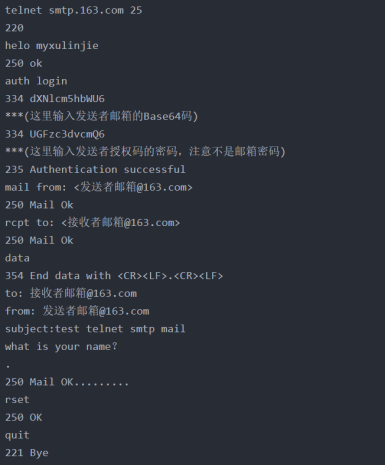 telnet smtp.163.com 25
220
helo myxulinjie
250 ok
auth login
334 dXNlcm5hbWU6
***(这里输入发送者邮箱的Base64码)
334 UGFzc3dvcmQ6
***(这里输入发送者授权码的密码，注意不是邮箱密码)
235 Authentication successful
mail from: <发送者邮箱@163.com>
250 Mail Ok
rcpt to: <接收者邮箱@163.com>
250 Mail Ok
data
354 End data with <CR><LF>.<CR><LF>
to: 接收者邮箱@163.com
from: 发送者邮箱@163.com
subject:test telnet smtp mail
what is your name？
.
250 Mail OK.........
rset
250 OK
quit
221 Bye